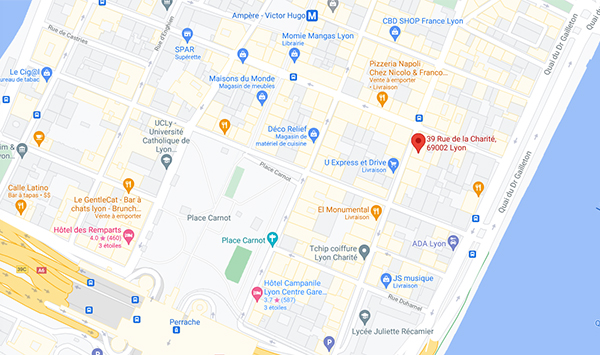 Ampère - Victor Hugo M
CBD SHOP France Lyon
Rue de Castries
Rue d'Enghien
Momie Mangas Lyon
Librairie
SPAR
Supérette
Quai du Dr Gailleton
Pizzeria Napoli
Chez Nicolo & Franco...
Vente à emporter
• Livraison
Le Cig@l
bureau de tabac
Maisons du Monde
Magasin de meubles
UCLy -
Université
Catholique de
Lyon
Déco Relief
Magasin de
matériel de cuisine
39 Rue de la Charité,
69002 Lyon
Place Carnot
U Express et Drive
Livraison
Calle Latino
Bar à tapas • $$
Le GentleCat - Bar à
chats lyon - Brunch...
Vente à emporter
Quai du Dr Gailleton
Place Carnot
El Monumental
Livraison
Hôtel des Remparts
4.0 ★ (460)
3 étoiles
Place Carnot
Tchip coiffure
Lyon Charité
ADA Lyon
20C
A6
Hôtel Campanile
Lyon Centre Gare...
3,7 ★ (587)
3 étoiles
JS musique
Livraison
Rue Duhamel
Perrache
Lycée Juliette Récamier
P
P